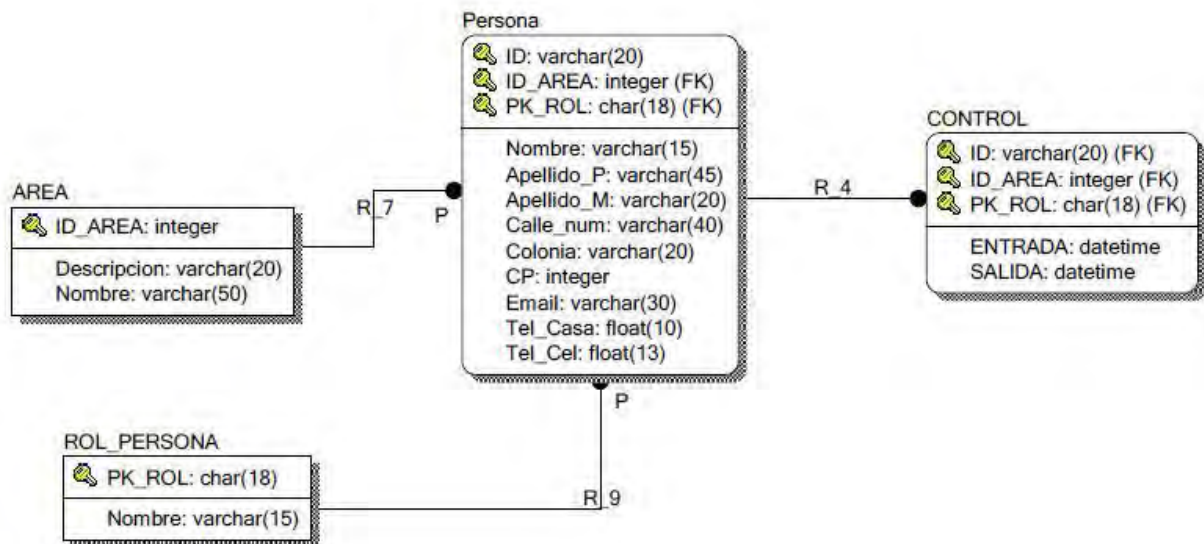 Persona
ID: varchar(20)
ID_AREA: integer (FK)
PK_ROL: char(18) (FK)
Nombre: varchar(15)
Apellido_P: varchar(45)
Apellido_M: varchar(20)
Calle_num: varchar(40)
Colonia: varchar(20)
CP: integer
Email: varchar(30)
Tel_Casa: float(10)
Tel_Cel: float(13)
CONTROL
ID: varchar(20) (FK)
ID_AREA: integer (FK)
PK_ROL: char(18) (FK)
ENTRADA: datetime
SALIDA: datetime
R_4
AREA
ID_AREA: integer
Descripcion: varchar(20)
Nombre: varchar(50)
R_7
P
P
ROL_PERSONA
PK_ROL: char(18)
Nombre: varchar(15)
R_9